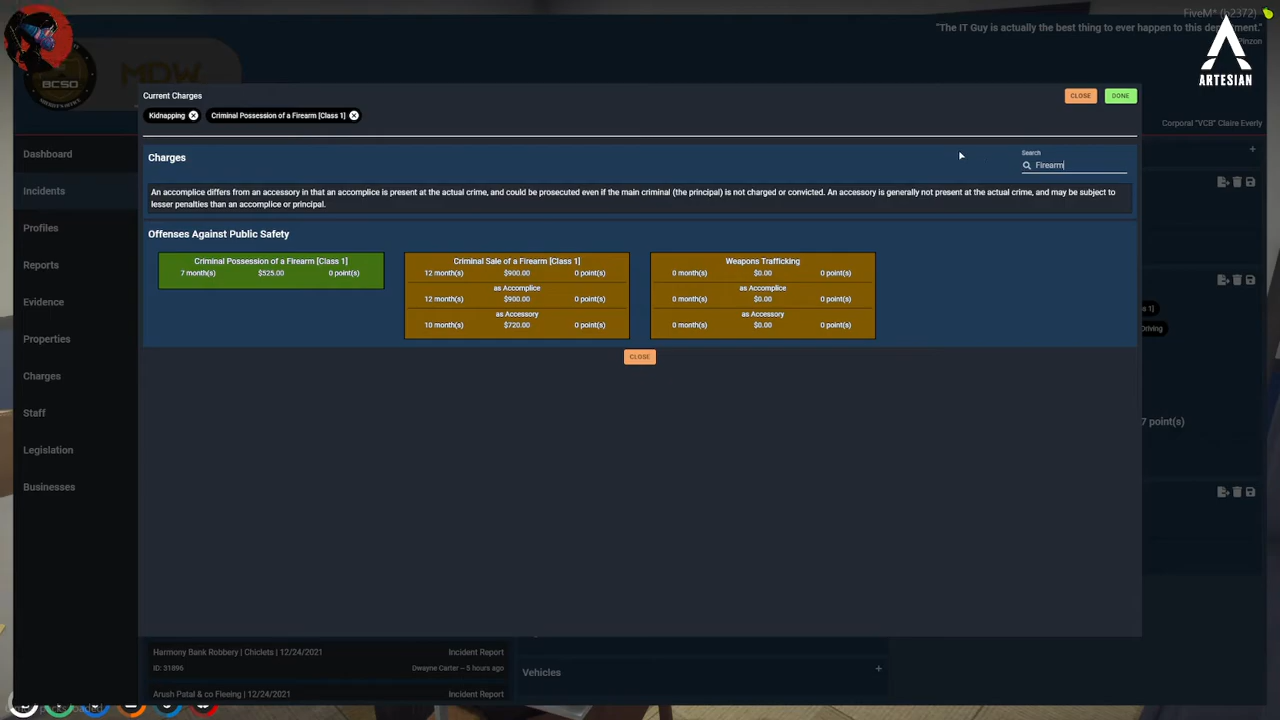 FiveM* (b2372)
"The IT Guy is actually the best thing to ever happen to this department."
Pinzon
BCSO
MDW
ARTESIAN
Current Charges
CLOSE
DONE
Kidnapping
Criminal Possession of a Firearm [Class 1]
Corporal "VCB" Claire Everly
Dashboard
Incidents
Profiles
Reports
Evidence
Properties
Charges
Staff
Legislation
Businesses
Charges
Search
Firearm
An accomplice differs from an accessory in that an accomplice is present at the actual crime, and could be prosecuted even if the main criminal (the principal) is not charged or convicted. An accessory is generally not present at the actual crime, and may be subject to
lesser penalties than an accomplice or principal.
Offenses Against Public Safety
Criminal Possession of a Firearm [Class 1]
7 month(s) $525.00 0 point(s)
Criminal Sale of a Firearm [Class 1]
12 month(s) $900.00 0 point(s)
as Accomplice
12 month(s) $900.00 0 point(s)
as Accessory
10 month(s) $720.00 0 point(s)
Weapons Trafficking
0 month(s) $0.00 0 point(s)
as Accomplice
0 month(s) $0.00 0 point(s)
as Accessory
0 month(s) $0.00 0 point(s)
CLOSE
1]
Driving
7 point(s)
Harmony Bank Robbery | Chiclets | 12/24/2021 Incident Report
ID: 31896 Dwayne Carter – 5 hours ago
Arush Patal & co Fleeing | 12/24/2021 Incident Report
Vehicles